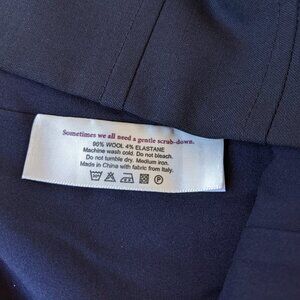 Sometimes we all need a gentle scrub-down.
96% WOOL 4% ELASTANE
Machine wash cold. Do not bleach.
Do not tumble dry. Medium iron.
Made in China with fabric from Italy.